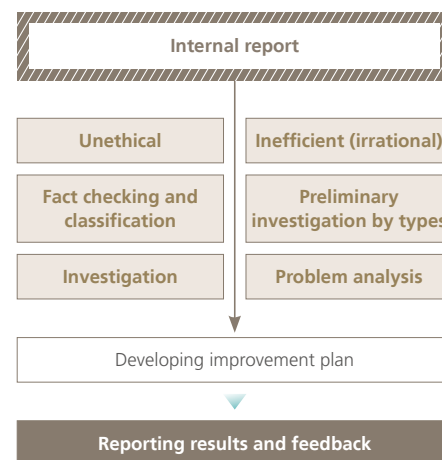 Internal report
Unethical
Inefficient (irrational)
Fact checking and
classification
Preliminary
investigation by types
Investigation
Problem analysis
Developing improvement plan
Reporting results and feedback